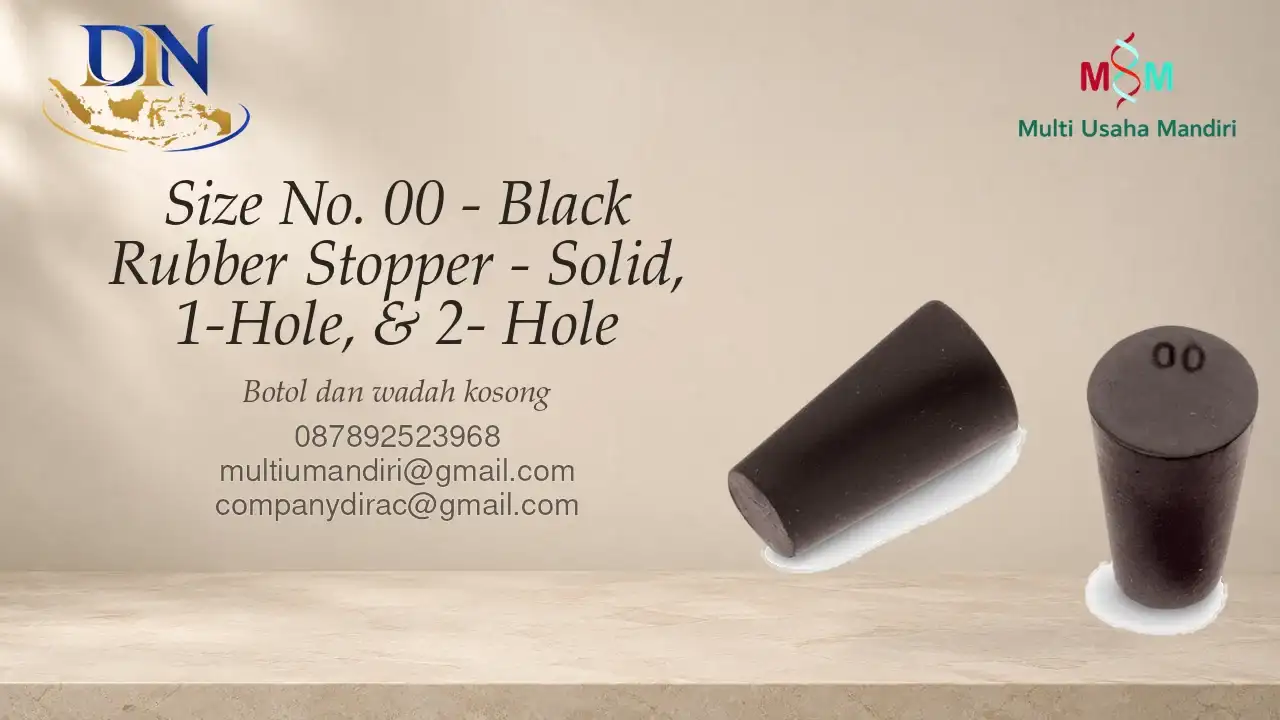 DN
MSM
Multi Usaha Mandiri
Size No. 00 - Black
Rubber Stopper - Solid,
1-Hole, & 2- Hole
Botol dan wadah kosong
087892523968
multiumandiri@gmail.com
companydirac@gmail.com
00